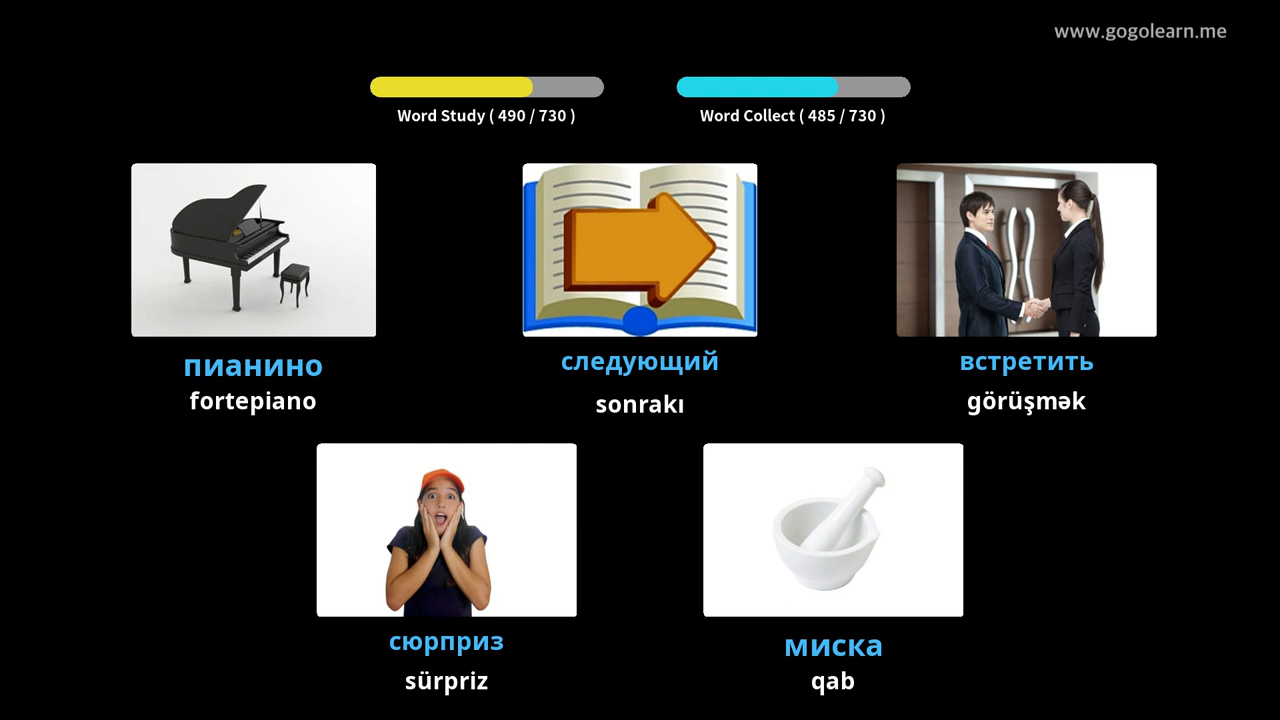 www.gogolearn.me
Word Study ( 490 / 730 )
Word Collect ( 485 / 730 )
пианино
fortepiano
следующий
sonrakı
встретить
görüşmək
сюрприз
sürpriz
миска
qab